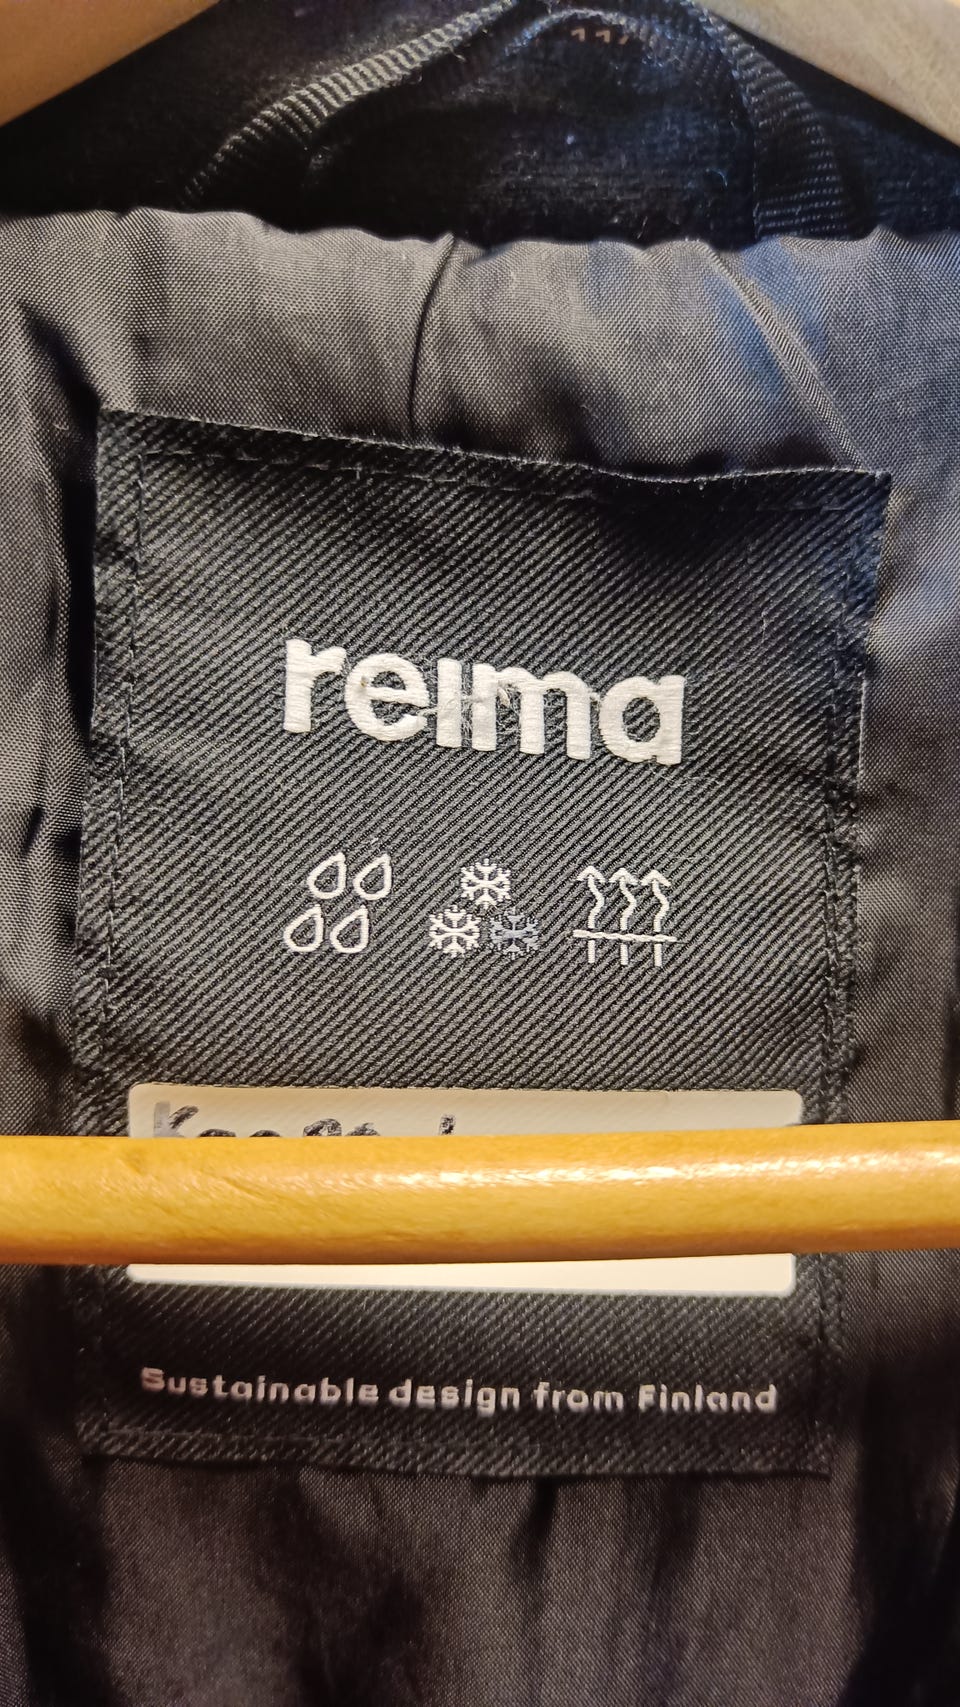 reima
Sustainable design from Finland